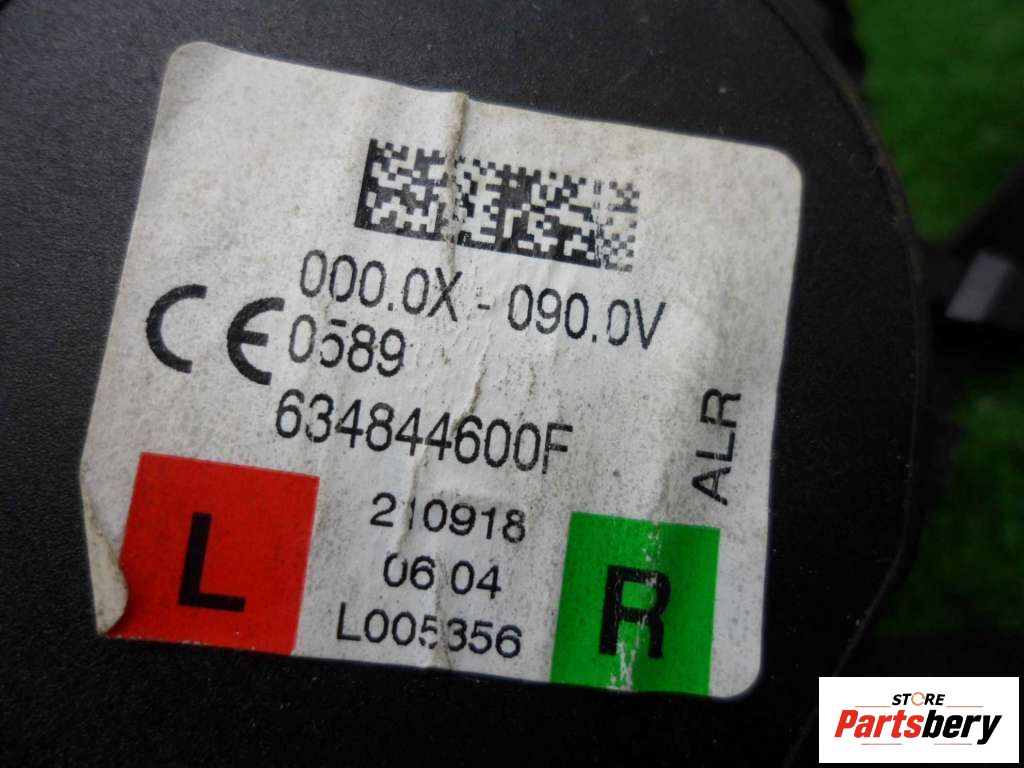 000.0X - 090.0V
CE 0589
634844600F
ALR
210918
06 04
L005356
L
R
STORE
Partsbery